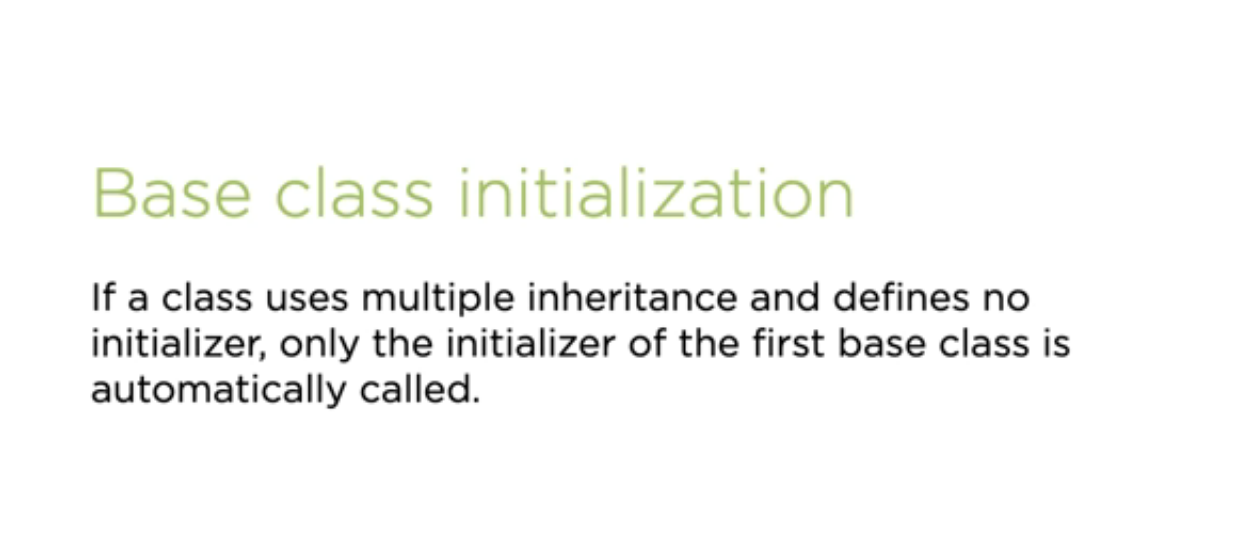 Base class initialization
If a class uses multiple inheritance and defines no
initializer, only the initializer of the first base class is
automatically called.